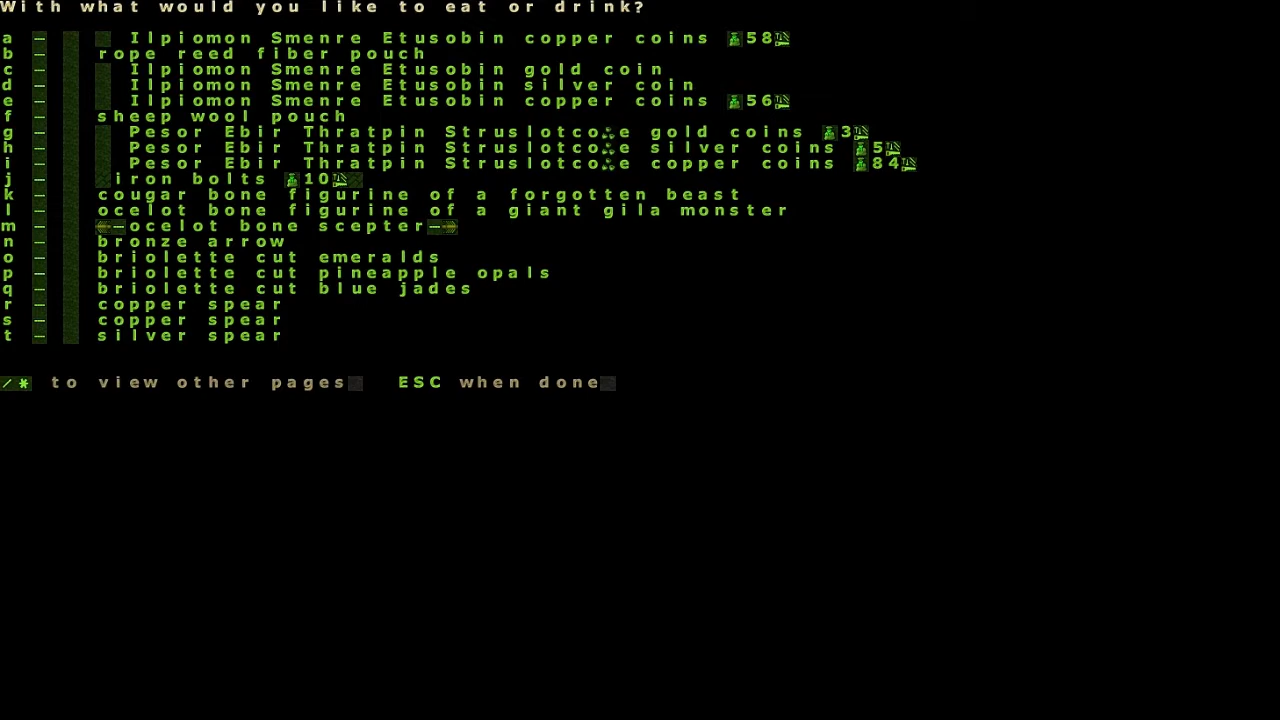 With what would you like to eat or drink?
a - Ilpiomon Smenre Etusobin copper coins 58
b - rope reed fiber pouch
c - Ilpiomon Smenre Etusobin gold coin
d - Ilpiomon Smenre Etusobin silver coin
e - Ilpiomon Smenre Etusobin copper coins 56
f - sheep wool pouch
g - Pesor Ebir Thratpin gold coins 3
h - Pesor Ebir Thratpin silver coins 5
i - Pesor Ebir Thratpin copper coins 84
j - iron bolts 10
k - cougar bone figurine of a forgotten beast
l - ocelot bone figurine of a giant gila monster
m - -ocelot bone scepter-
n - bronze arrow
o - briolette cut emeralds
p - briolette cut pineapple opals
q - briolette cut blue jades
r - copper spear
s - copper spear
t - silver spear
/* to view other pages ESC when done